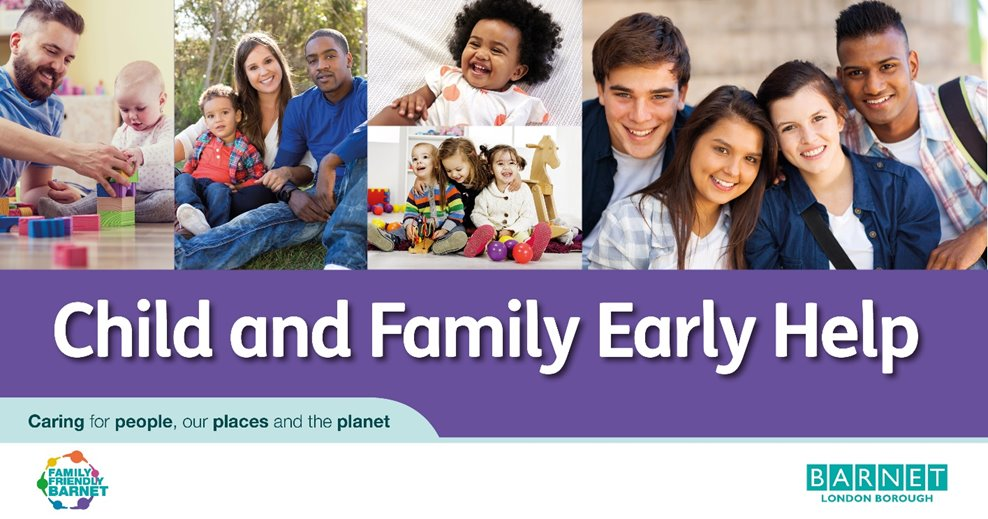 Child and Family Early Help
Caring for people, our places and the planet
FAMILY
FRIENDLY
BARNET
BARNET
LONDON BOROUGH